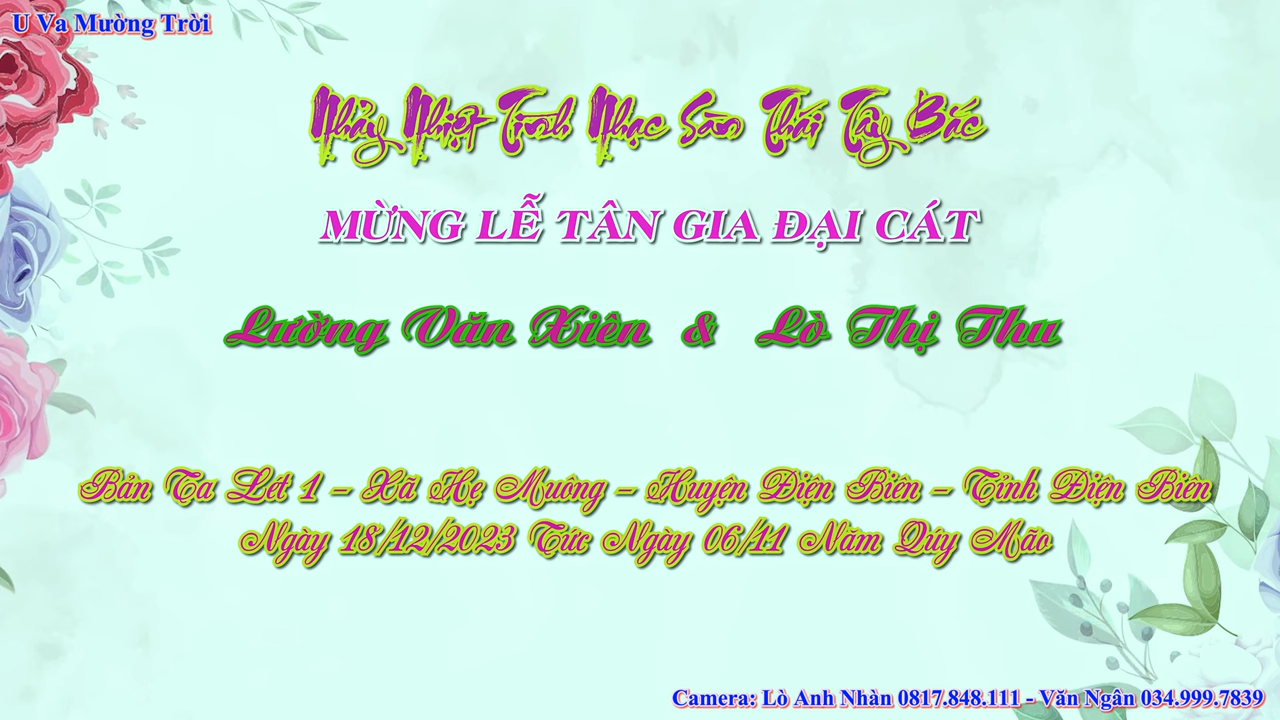 U Va Mường Trời
Nhảy Nhiệt Tình Nhạc Sàn Thái Tây Bắc
MỪNG LỄ TÂN GIA ĐẠI CÁT
Lường Văn Xiên & Lò Thị Thu
Bản Ta Lét 1 – Xã Hẹ Muông – Huyện Điện Biên – Tỉnh Điện Biên
Ngày 18/12/2023 Tức Ngày 06/11 Năm Qúy Mão
Camera: Lò Anh Nhàn 0817.848.111 - Văn Ngân 034.999.7839